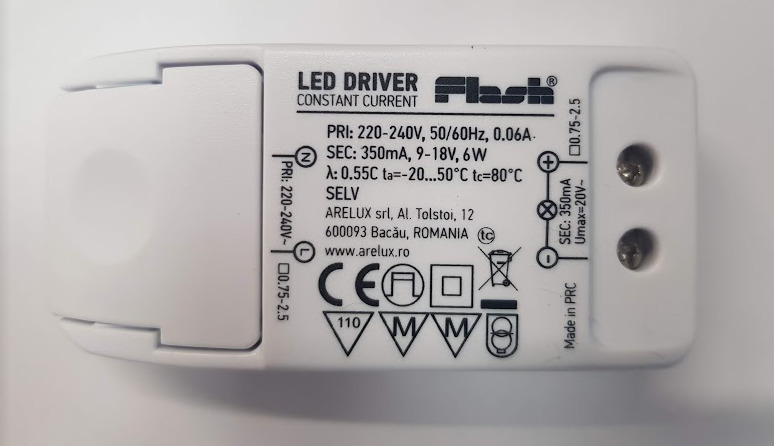 LED DRIVER
CONSTANT CURRENT
Flash®
PRI: 220-240V, 50/60Hz, 0.06A
SEC: 350mA, 9-18V, 6W
λ: 0.55C ta=-20...50°C tc=80°C
SELV
ARELUX srl, Al. Tolstoi, 12
600093 Bacău, ROMANIA tc
www.arelux.ro
CE
110
M
M
N
PRI: 220-240V~
L
□0.75-2.5
□0.75-2.5
+
SEC: 350mA
Umax=20V~
-
Made in PRC